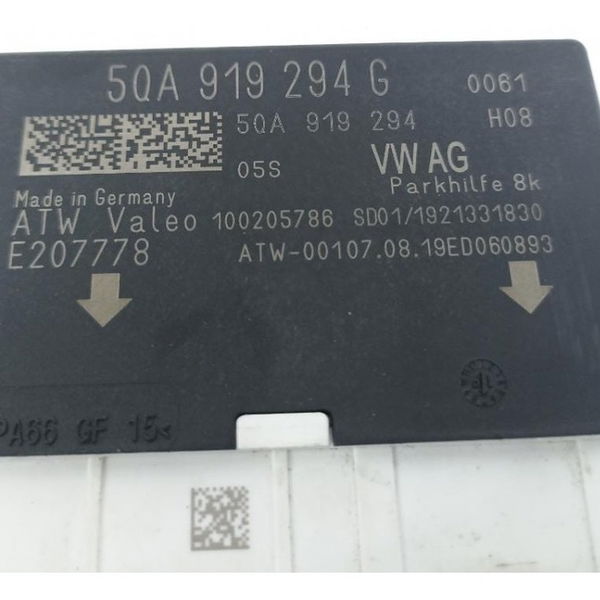 5QA 919 294 G 0061
5QA 919 294 H08
05S VW AG
Parkhilfe 8k
Made in Germany
ATW Valeo 100205786 SD01/1921331830
E207778 ATW-00107.08.19ED060893
PA66 GF 15<